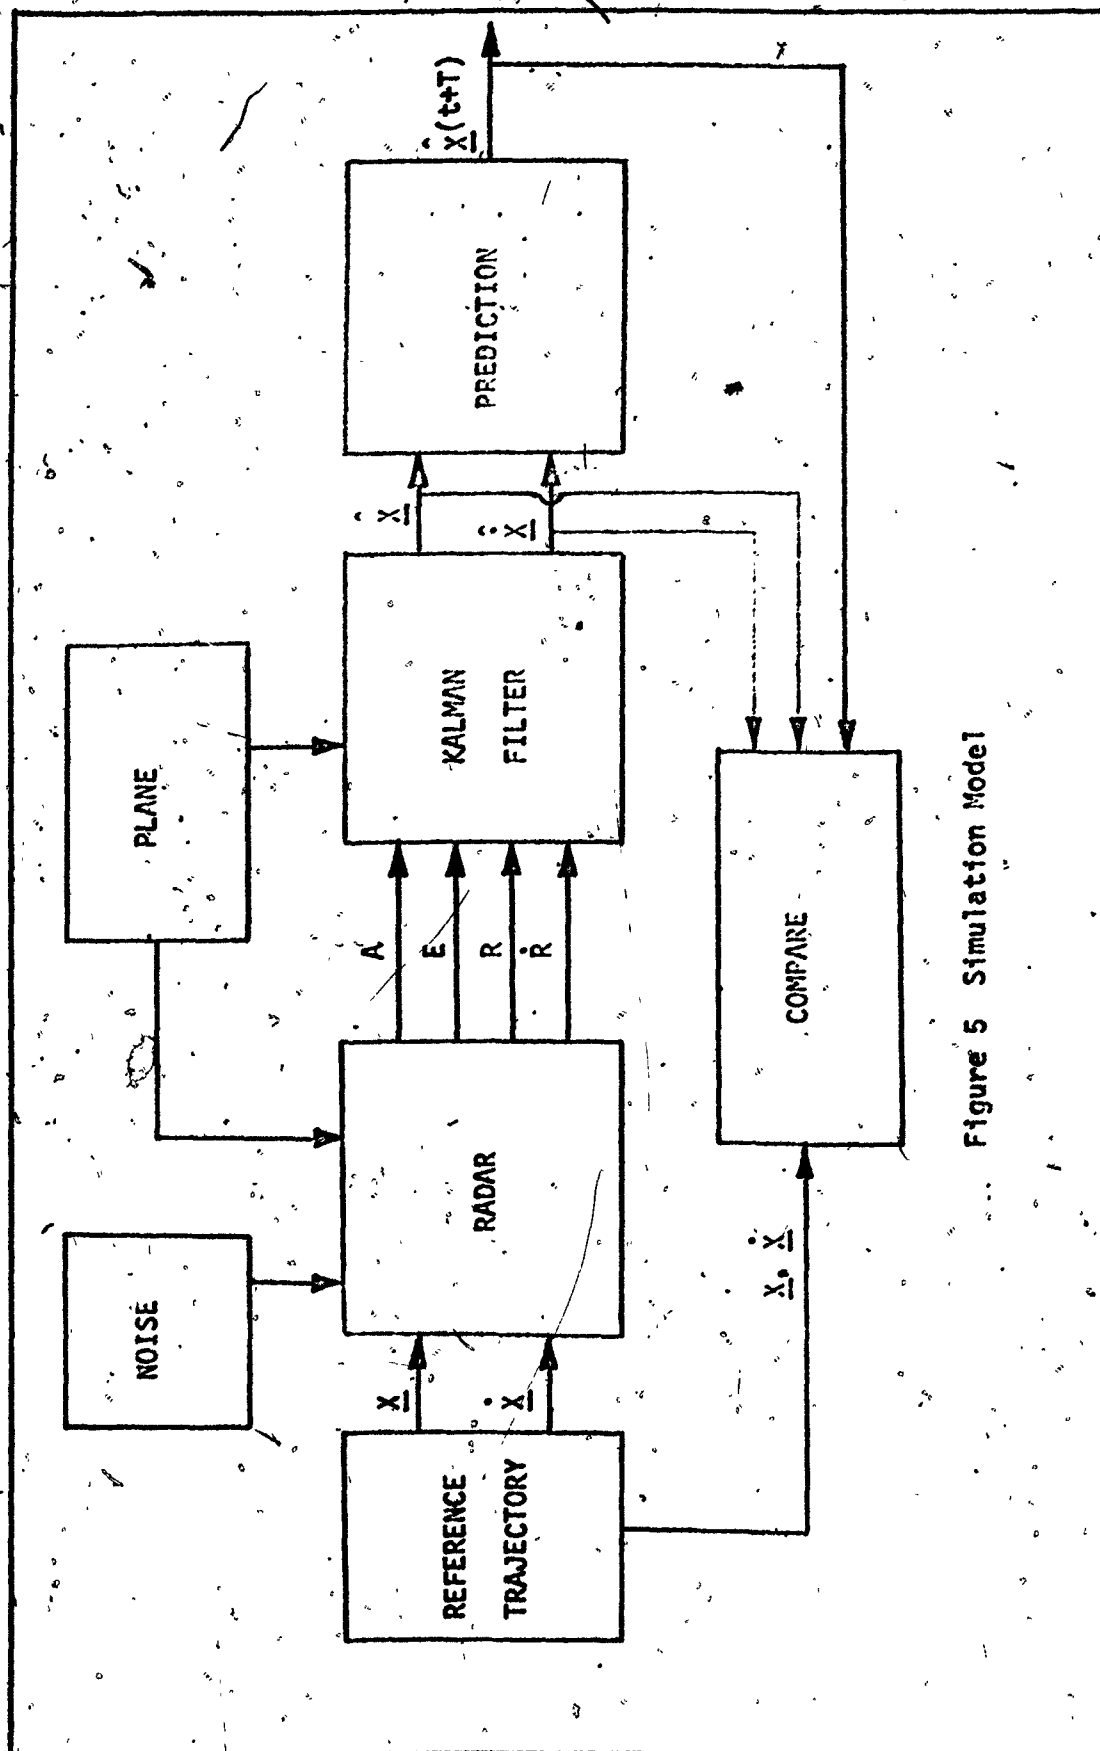 NOISE
PLANE
REFERENCE
TRAJECTORY
X
Ẋ
RADAR
A
E
R
Ṙ
KALMAN
FILTER
X̂
Ẋ̂
PREDICTION
X̂(t+T)
X, Ẋ
COMPARE
Figure 5 Simulation Model